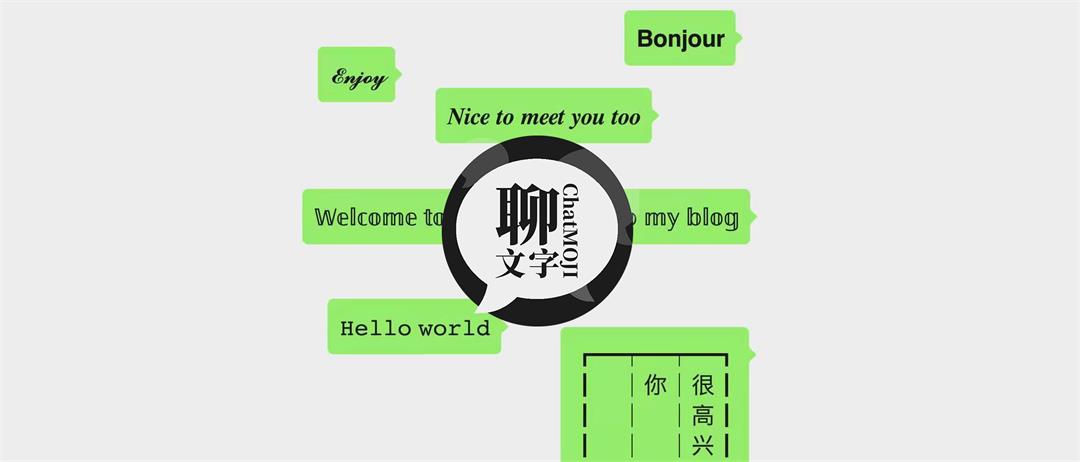 Bonjour
Enjoy
Nice to meet you too
Welcome to my blog
聊
文字
ChatMOJI
Hello world
你 很
高
兴